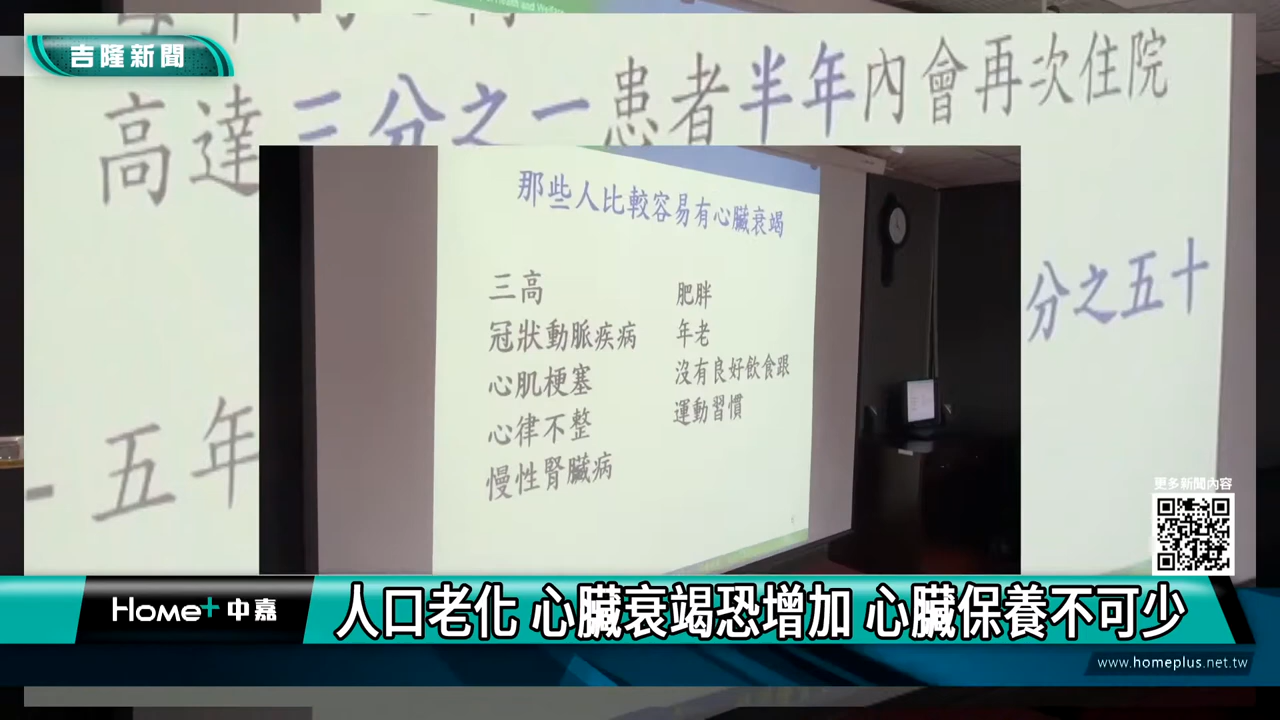 Health and Welfare
吉隆新聞
高達三分之一患者半年內會再次住院
那些人比較容易有心臟衰竭
三高
冠狀動脈疾病
心肌梗塞
心律不整
慢性腎臟病
肥胖
年老
沒有良好飲食跟
運動習慣
分之五十
- 五年
更多新聞內容
Home+ 中嘉
人口老化 心臟衰竭恐增加 心臟保養不可少
www.homeplus.net.tw